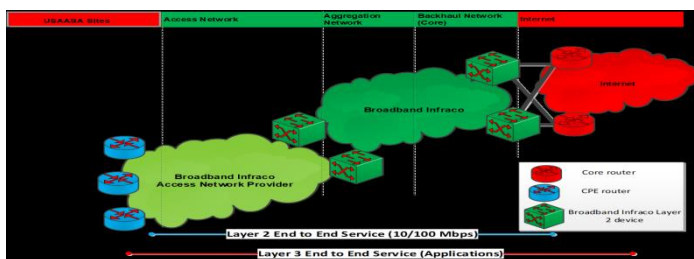 USAASA Sites
Access Network
Aggregation
Network
Backhaul Network
(Core)
Internet
Internet
Broadband Infraco
Broadband Infraco
Access Network Provider
Core router
CPE router
Broadband Infraco Layer
2 device
Layer 2 End to End Service (10/100 Mbps)
Layer 3 End to End Service (Applications)